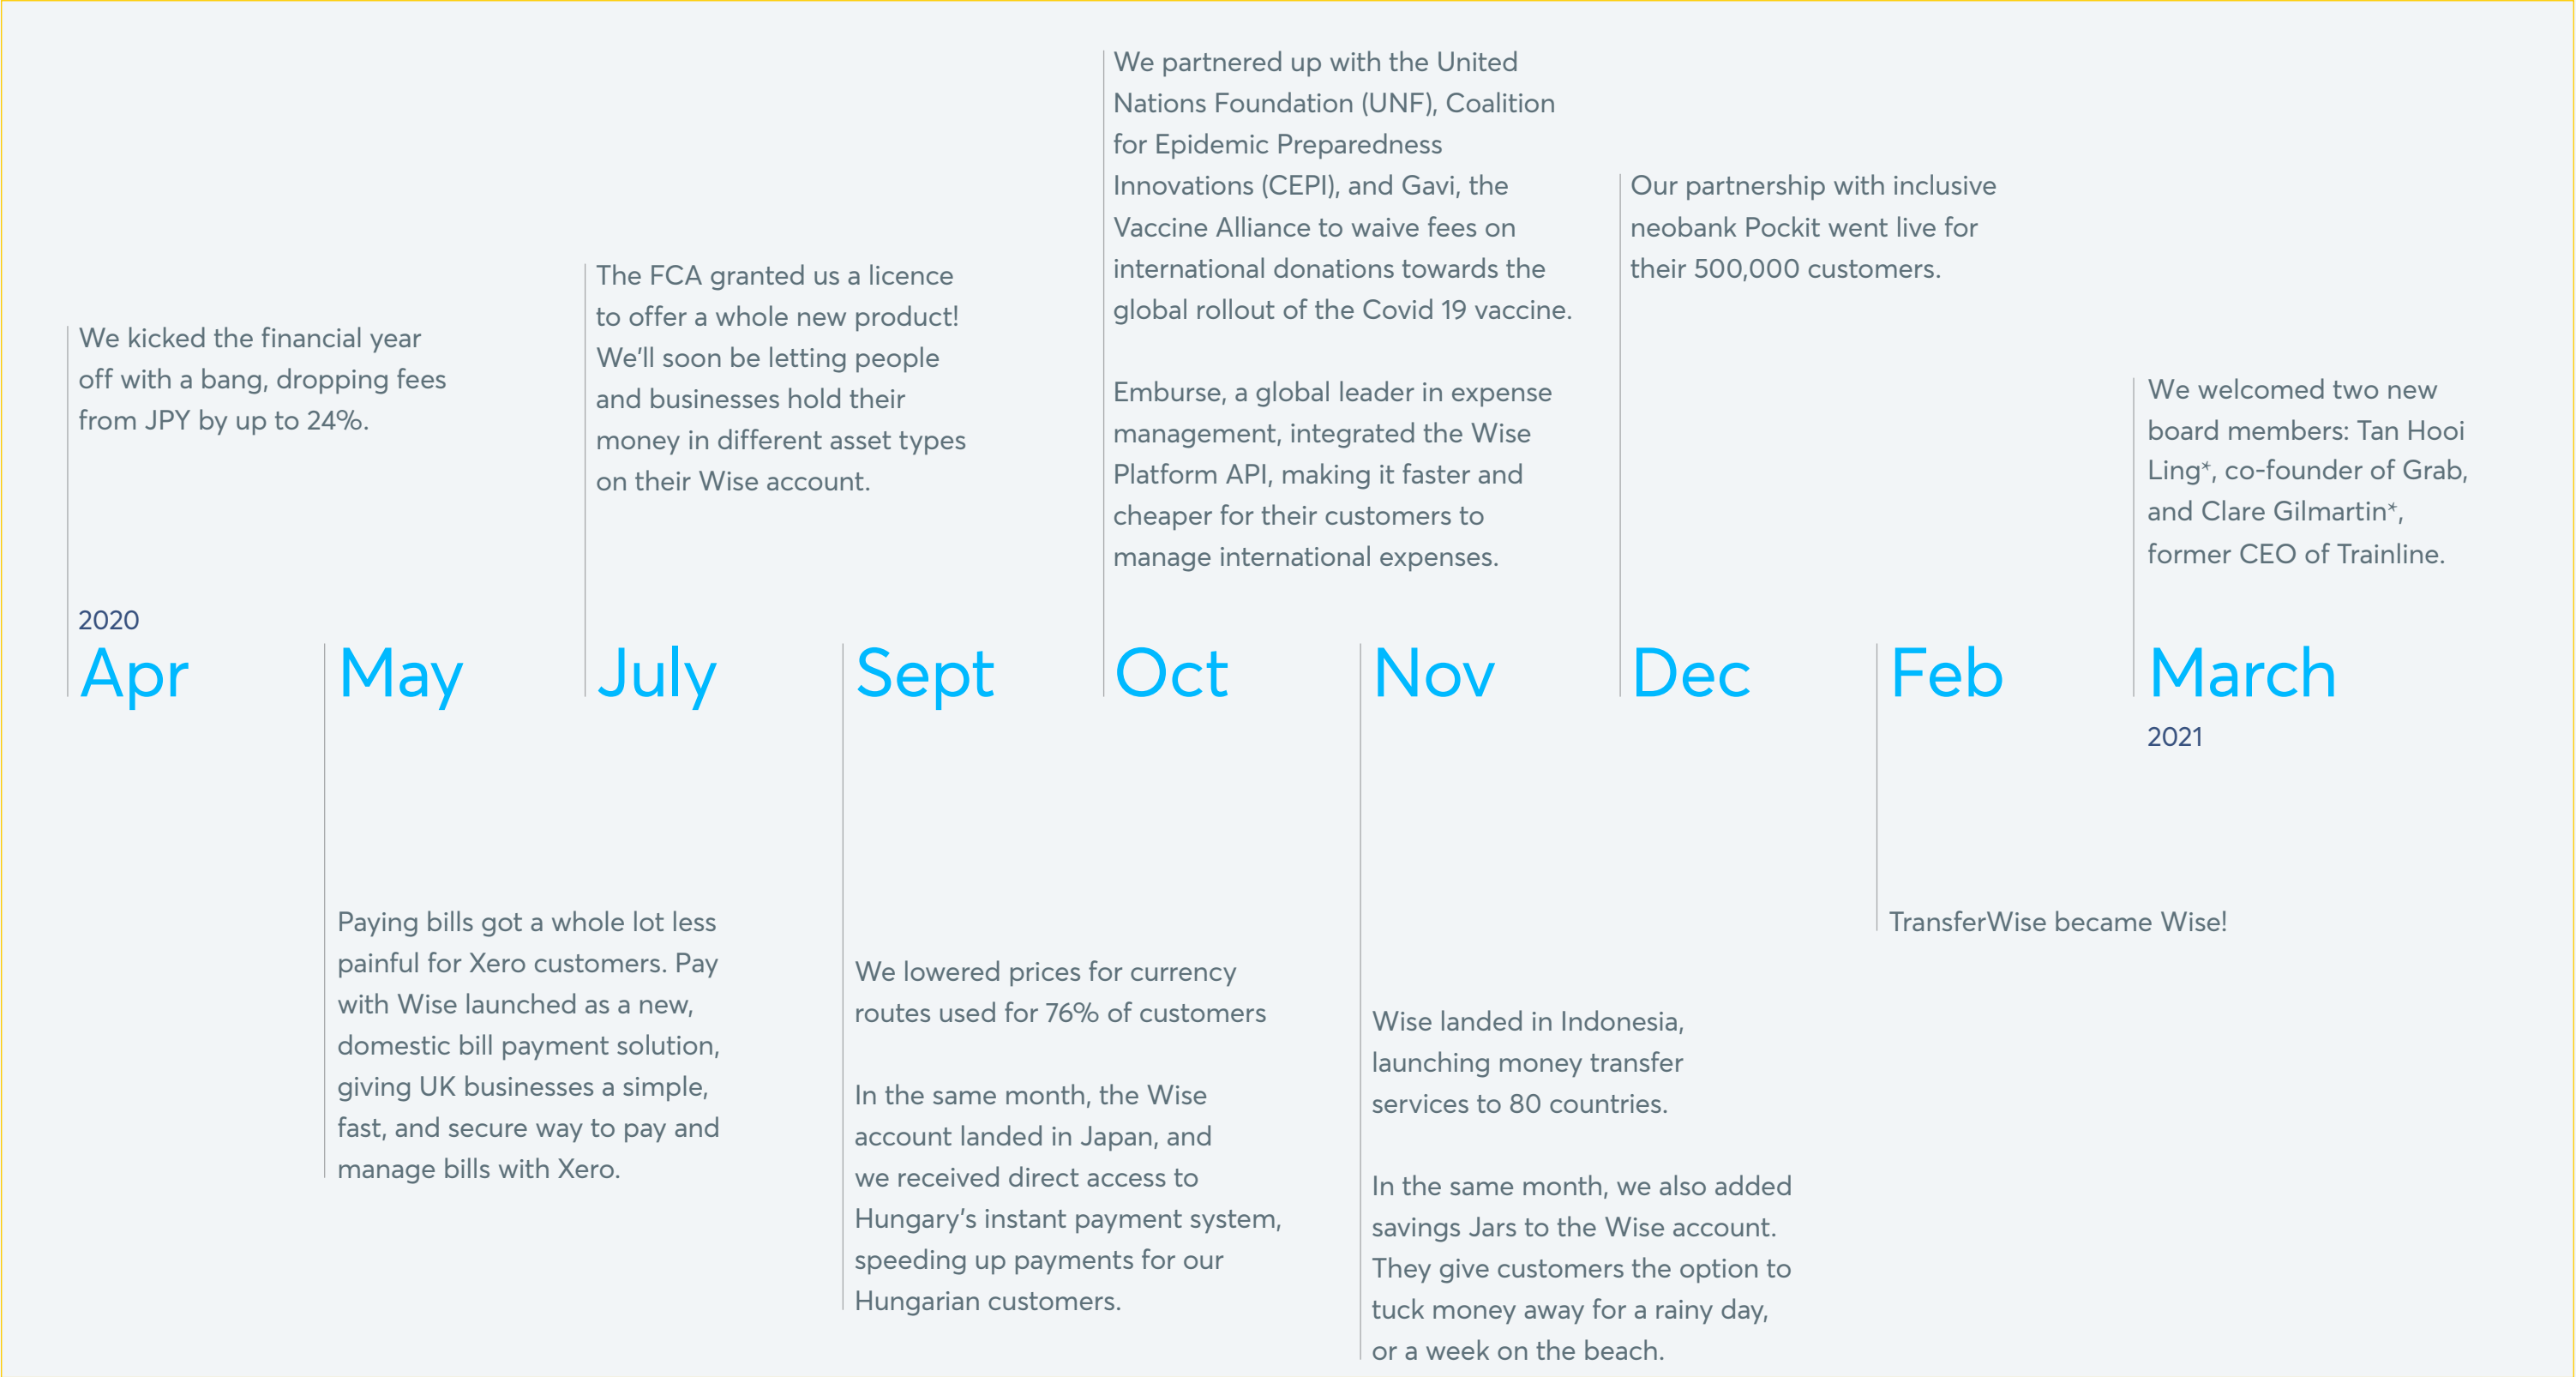 We kicked the financial year
off with a bang, dropping fees
from JPY by up to 24%.
2020
Apr
May
Paying bills got a whole lot less
painful for Xero customers. Pay
with Wise launched as a new,
domestic bill payment solution,
giving UK businesses a simple,
fast, and secure way to pay and
manage bills with Xero.
The FCA granted us a licence
to offer a whole new product!
We'll soon be letting people
and businesses hold their
money in different asset types
on their Wise account.
July
Sept
We lowered prices for currency
routes used for 76% of customers
In the same month, the Wise
account landed in Japan, and
we received direct access to
Hungary's instant payment system,
speeding up payments for our
Hungarian customers.
We partnered up with the United
Nations Foundation (UNF), Coalition
for Epidemic Preparedness
Innovations (CEPI), and Gavi, the
Vaccine Alliance to waive fees on
international donations towards the
global rollout of the Covid 19 vaccine.
Emburse, a global leader in expense
management, integrated the Wise
Platform API, making it faster and
cheaper for their customers to
manage international expenses.
Oct
Nov
Wise landed in Indonesia,
launching money transfer
services to 80 countries.
In the same month, we also added
savings Jars to the Wise account.
They give customers the option to
tuck money away for a rainy day,
or a week on the beach.
Our partnership with inclusive
neobank Pockit went live for
their 500,000 customers.
Dec
Feb
TransferWise became Wise!
We welcomed two new
board members: Tan Hooi
Ling*, co-founder of Grab,
and Clare Gilmartin*,
former CEO of Trainline.
March
2021